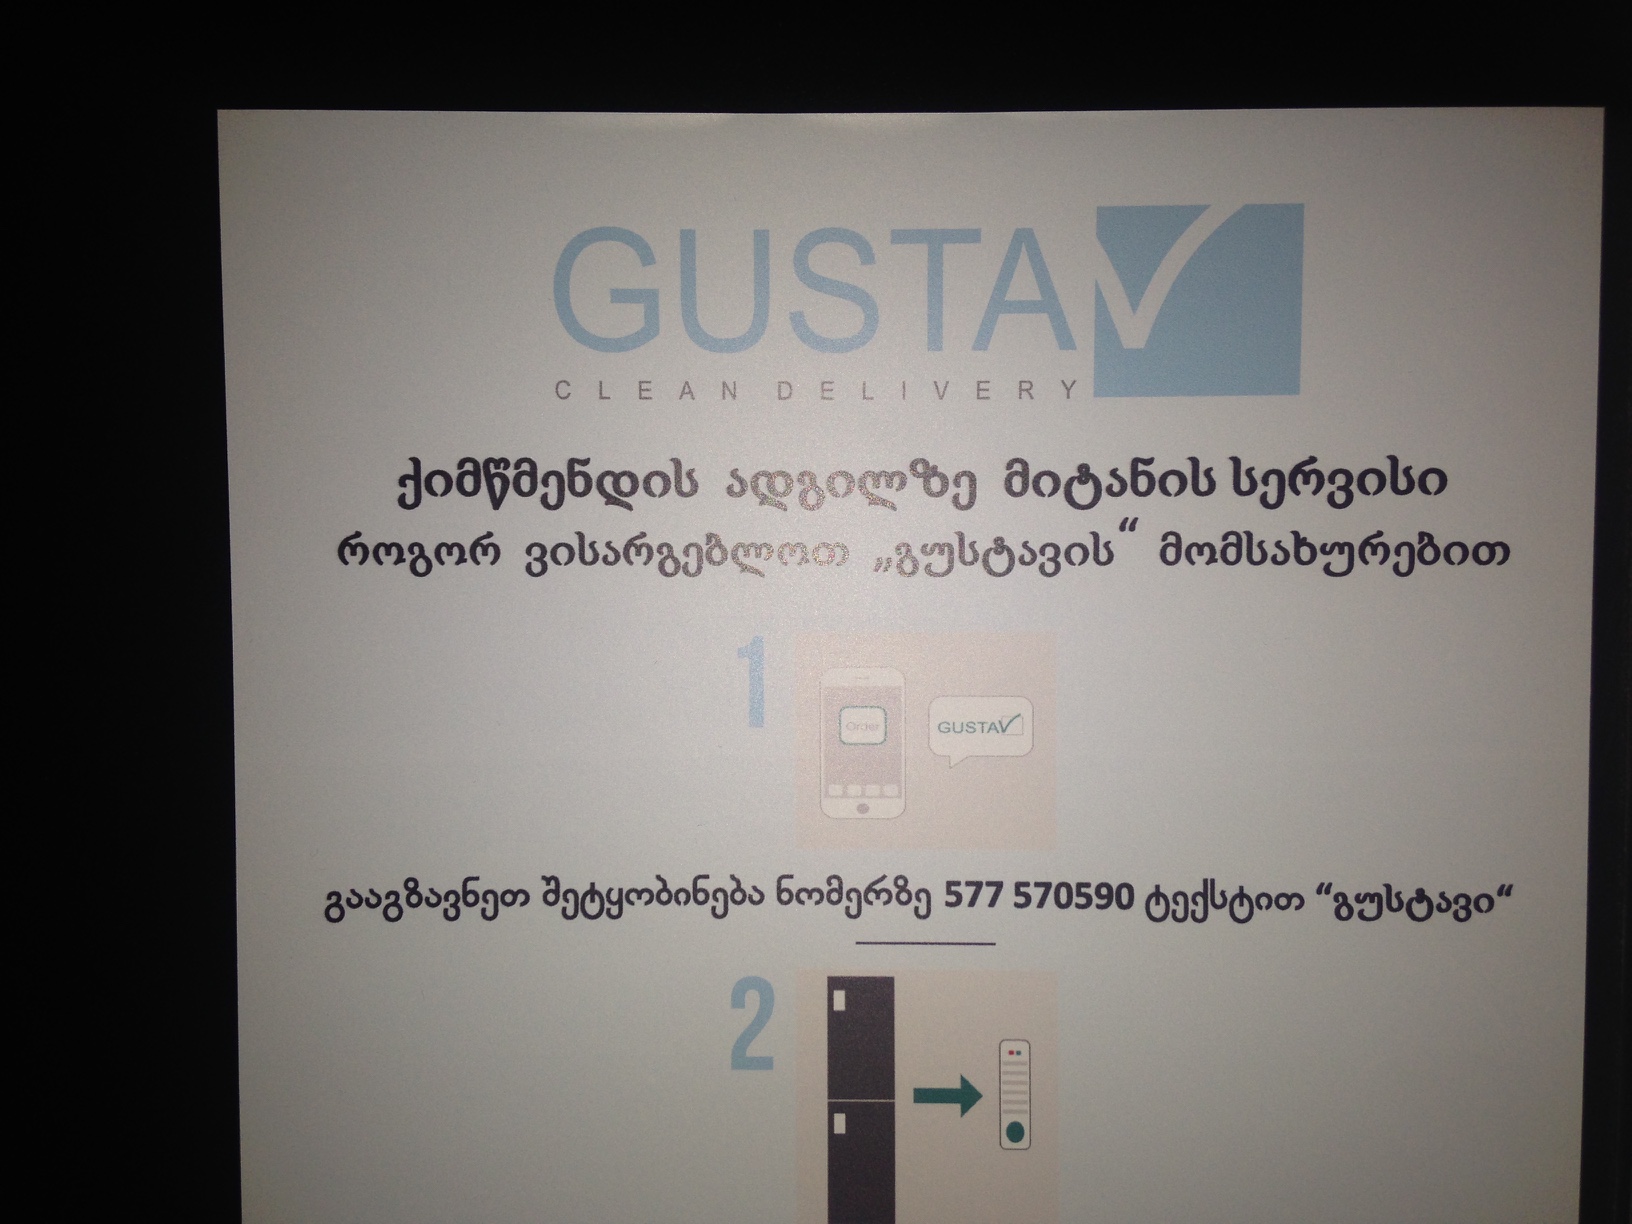 GUSTAV
CLEAN DELIVERY
ქიმწმენდის ადგილზე მიტანის სერვისი
როგორ ვისარგებლოთ „გუსტავის“ მომსახურებით
1
Order
GUSTAV
გააგზავნეთ შეტყობინება ნომერზე 577 570590 ტექსტით “გუსტავი“
2